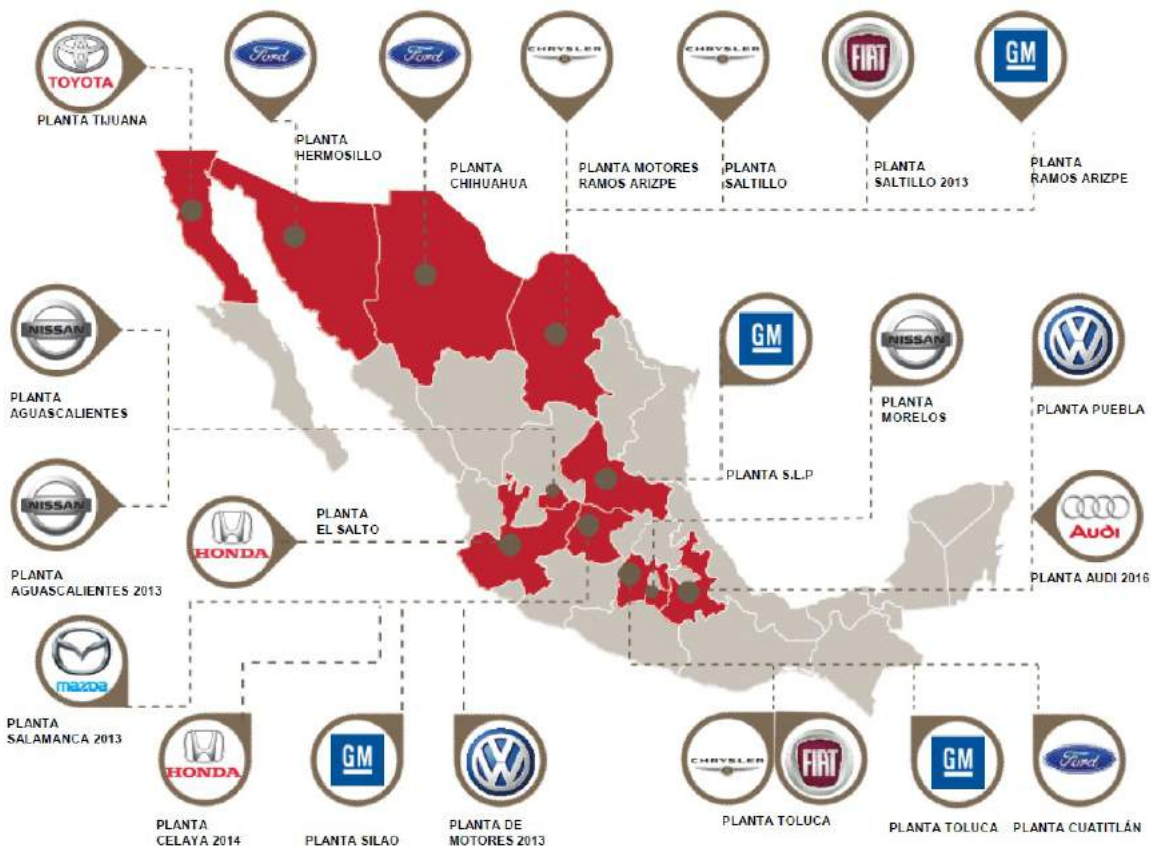 TOYOTA
PLANTA TIJUANA
Ford
PLANTA
HERMOSILLO
Ford
PLANTA
CHIHUAHUA
CHRYSLER
PLANTA MOTORES
RAMOS ARIZPE
CHRYSLER
PLANTA
SALTILLO
FIAT
PLANTA
SALTILLO 2013
GM
PLANTA
RAMOS ARIZPE
NISSAN
PLANTA
AGUASCALIENTES
GM
PLANTA S.L.P
NISSAN
PLANTA
MORELOS
VW
PLANTA PUEBLA
NISSAN
PLANTA
AGUASCALIENTES 2013
HONDA
PLANTA
EL SALTO
Audi
PLANTA AUDI 2016
mazda
PLANTA
SALAMANCA 2013
HONDA
PLANTA
CELAYA 2014
GM
PLANTA SILAO
VW
PLANTA DE
MOTORES 2013
CHRYSLER
FIAT
PLANTA TOLUCA
GM
PLANTA TOLUCA
Ford
PLANTA CUATITLÁN